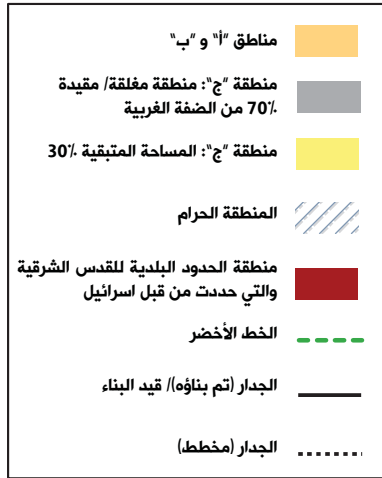 مناطق "أ" و "ب"
منطقة "ج": منطقة مغلقة/ مقيدة
70٪ من الضفة الغربية
منطقة "ج": المساحة المتبقية 30٪
المنطقة الحرام
منطقة الحدود البلدية للقدس الشرقية
والتي حددت من قبل اسرائيل
الخط الأخضر
الجدار (تم بناؤه)/ قيد البناء
الجدار (مخطط)